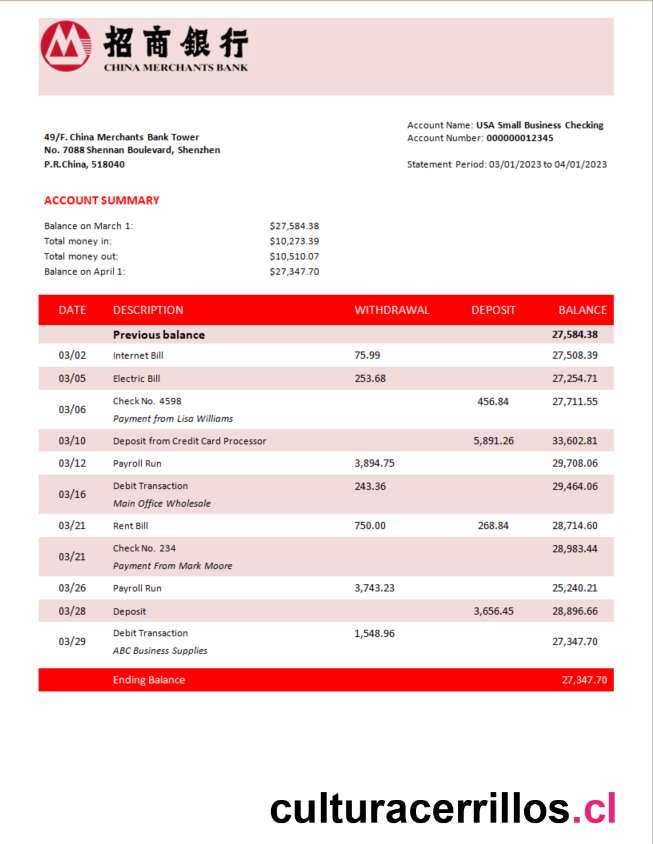 招商銀行
CHINA MERCHANTS BANK
Account Name: USA Small Business Checking
Account Number: 000000012345
49/F. China Merchants Bank Tower
No. 7088 Shennan Boulevard, Shenzhen
P.R.China, 518040
Statement Period: 03/01/2023 to 04/01/2023
ACCOUNT SUMMARY
Balance on March 1: $27,584.38
Total money in: $10,273.39
Total money out: $10,510.07
Balance on April 1: $27,347.70
DATE DESCRIPTION WITHDRAWAL DEPOSIT BALANCE
Previous balance 27,584.38
03/02 Internet Bill 75.99 27,508.39
03/05 Electric Bill 253.68 27,254.71
03/06 Check No. 4598 456.84 27,711.55
Payment from Lisa Williams
03/10 Deposit from Credit Card Processor 5,891.26 33,602.81
03/12 Payroll Run 3,894.75 29,708.06
03/16 Debit Transaction 243.36 29,464.06
Main Office Wholesale
03/21 Rent Bill 750.00 268.84 28,714.60
03/21 Check No. 234 28,983.44
Payment From Mark Moore
03/26 Payroll Run 3,743.23 25,240.21
03/28 Deposit 3,656.45 28,896.66
03/29 Debit Transaction 1,548.96 27,347.70
ABC Business Supplies
Ending Balance 27,347.70
culturacerrillos.cl